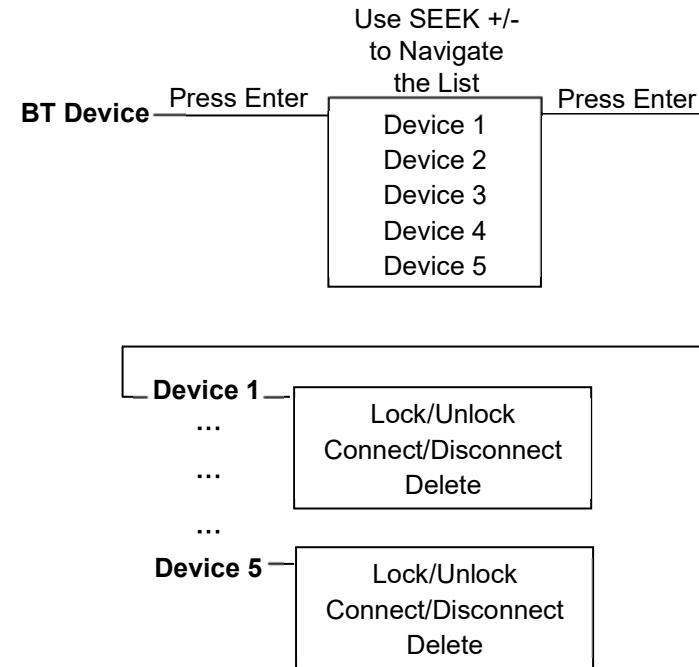 Use SEEK +/-
to Navigate
the List
BT Device
Press Enter
Device 1
Device 2
Device 3
Device 4
Device 5
Press Enter
Device 1
Lock/Unlock
Connect/Disconnect
Delete
...
...
...
Device 5
Lock/Unlock
Connect/Disconnect
Delete